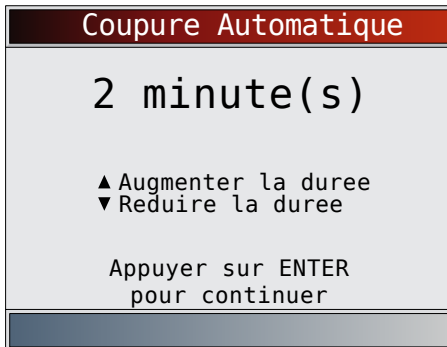 Coupure Automatique
2 minute(s)
▲ Augmenter la duree
▼ Reduire la duree
Appuyer sur ENTER
pour continuer